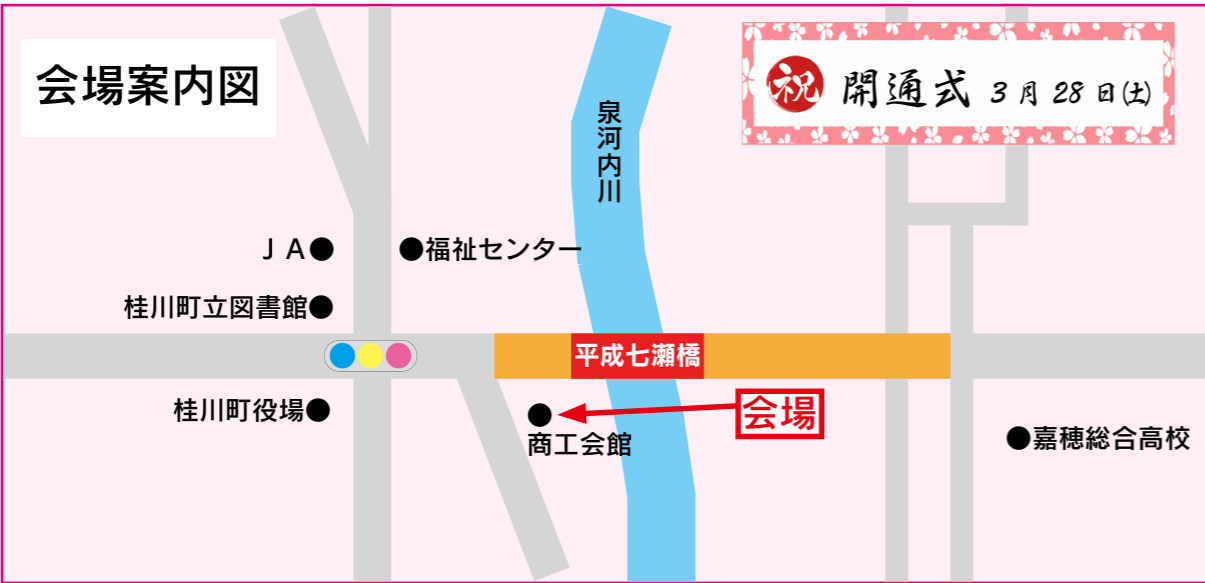 会場案内図
祝 開通式 3月28日(土)
泉河内川
JA●
●福祉センター
桂川町立図書館●
平成七瀬橋
桂川町役場●
会場
商工会館
●嘉穂総合高校